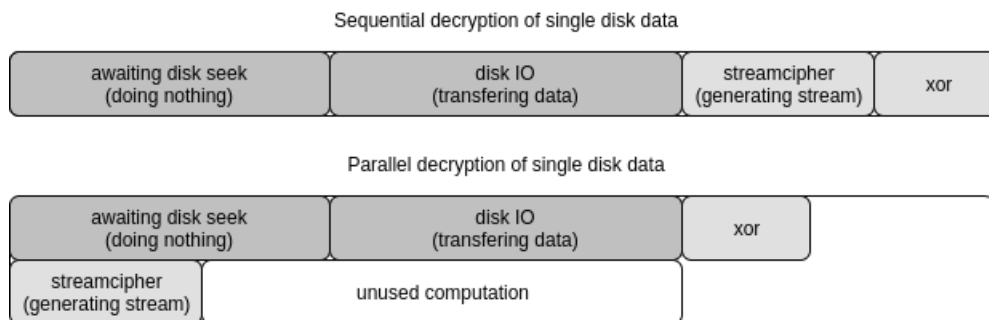 Sequential decryption of single disk data
awaiting disk seek
(doing nothing)
disk IO
(transfering data)
streamcipher
(generating stream)
xor
Parallel decryption of single disk data
awaiting disk seek
(doing nothing)
disk IO
(transfering data)
xor
streamcipher
(generating stream)
unused computation